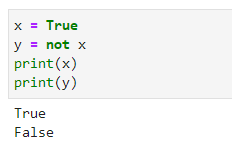 x = True
y = not x
print(x)
print(y)
True
False